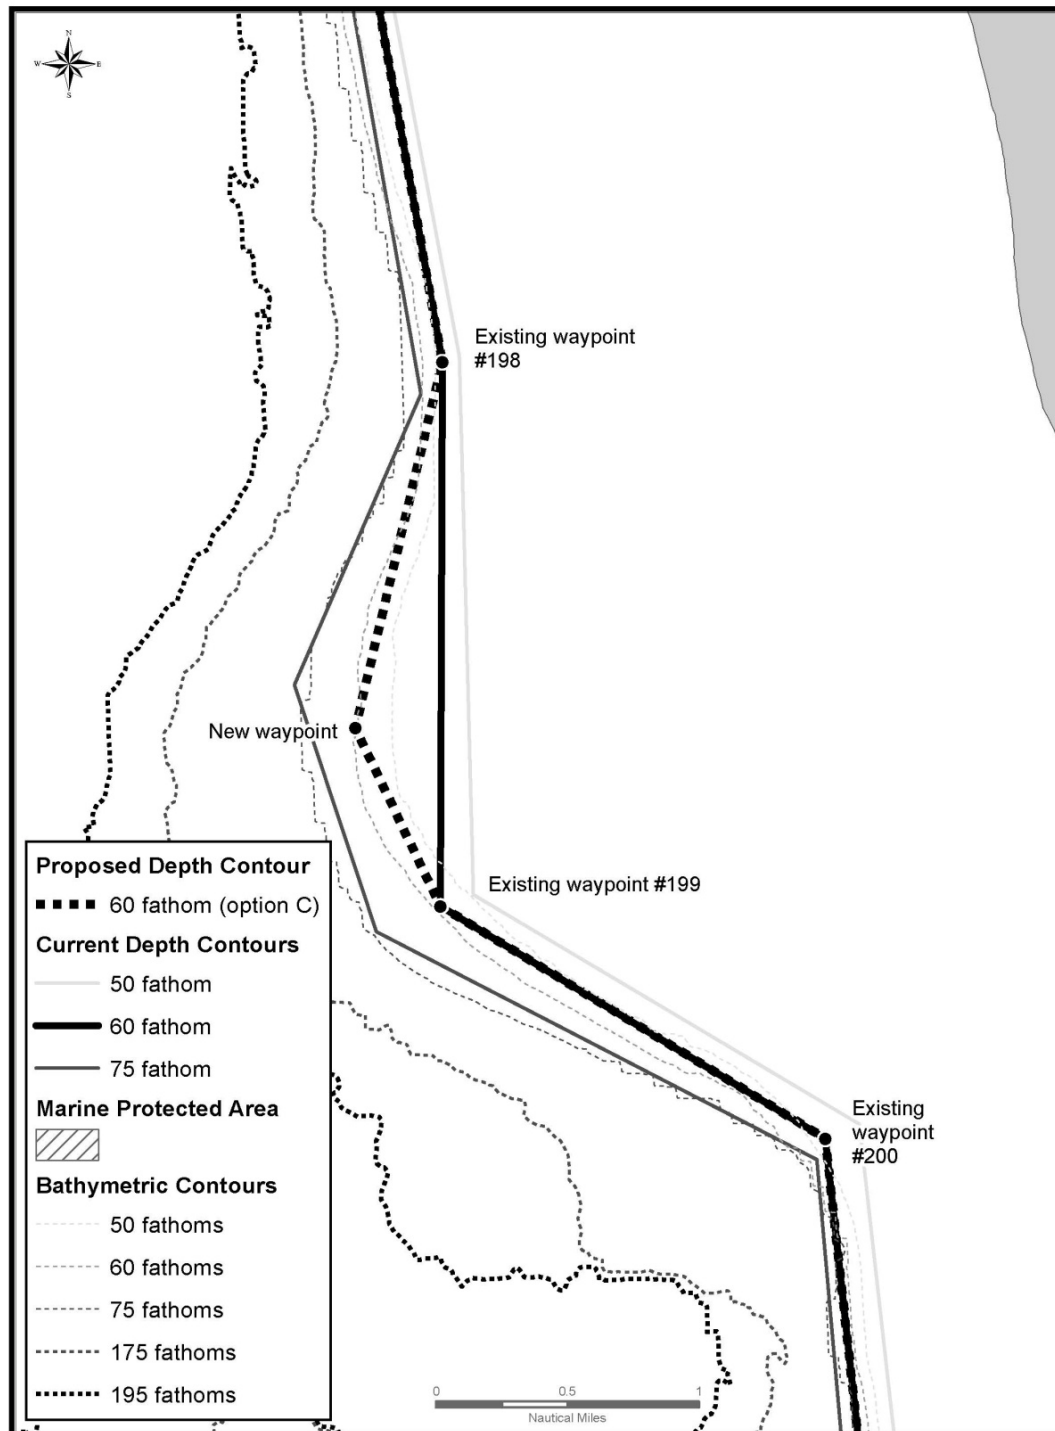 N
W E
S
Existing waypoint
#198
New waypoint
Existing waypoint #199
Existing
waypoint
#200
Proposed Depth Contour
60 fathom (option C)
Current Depth Contours
50 fathom
60 fathom
75 fathom
Marine Protected Area
Bathymetric Contours
50 fathoms
60 fathoms
75 fathoms
175 fathoms
195 fathoms
0 0.5 1
Nautical Miles